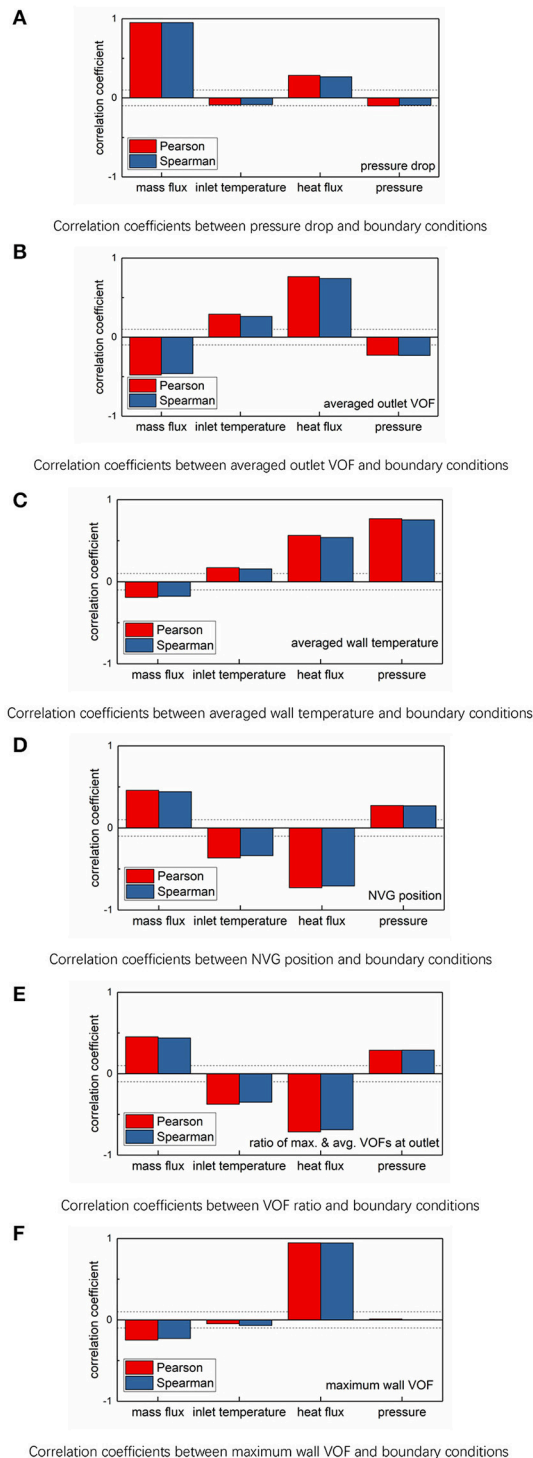 A
1
0
-1
correlation coefficient
Pearson
Spearman
pressure drop
mass flux inlet temperature heat flux pressure
Correlation coefficients between pressure drop and boundary conditions
B
1
0
-1
correlation coefficient
Pearson
Spearman
averaged outlet VOF
mass flux inlet temperature heat flux pressure
Correlation coefficients between averaged outlet VOF and boundary conditions
C
1
0
-1
correlation coefficient
Pearson
Spearman
averaged wall temperature
mass flux inlet temperature heat flux pressure
Correlation coefficients between averaged wall temperature and boundary conditions
D
1
0
-1
correlation coefficient
Pearson
Spearman
NVG position
mass flux inlet temperature heat flux pressure
Correlation coefficients between NVG position and boundary conditions
E
1
0
-1
correlation coefficient
Pearson
Spearman
ratio of max. & avg. VOFs at outlet
mass flux inlet temperature heat flux pressure
Correlation coefficients between VOF ratio and boundary conditions
F
1
0
-1
correlation coefficient
Pearson
Spearman
maximum wall VOF
mass flux inlet temperature heat flux pressure
Correlation coefficients between maximum wall VOF and boundary conditions